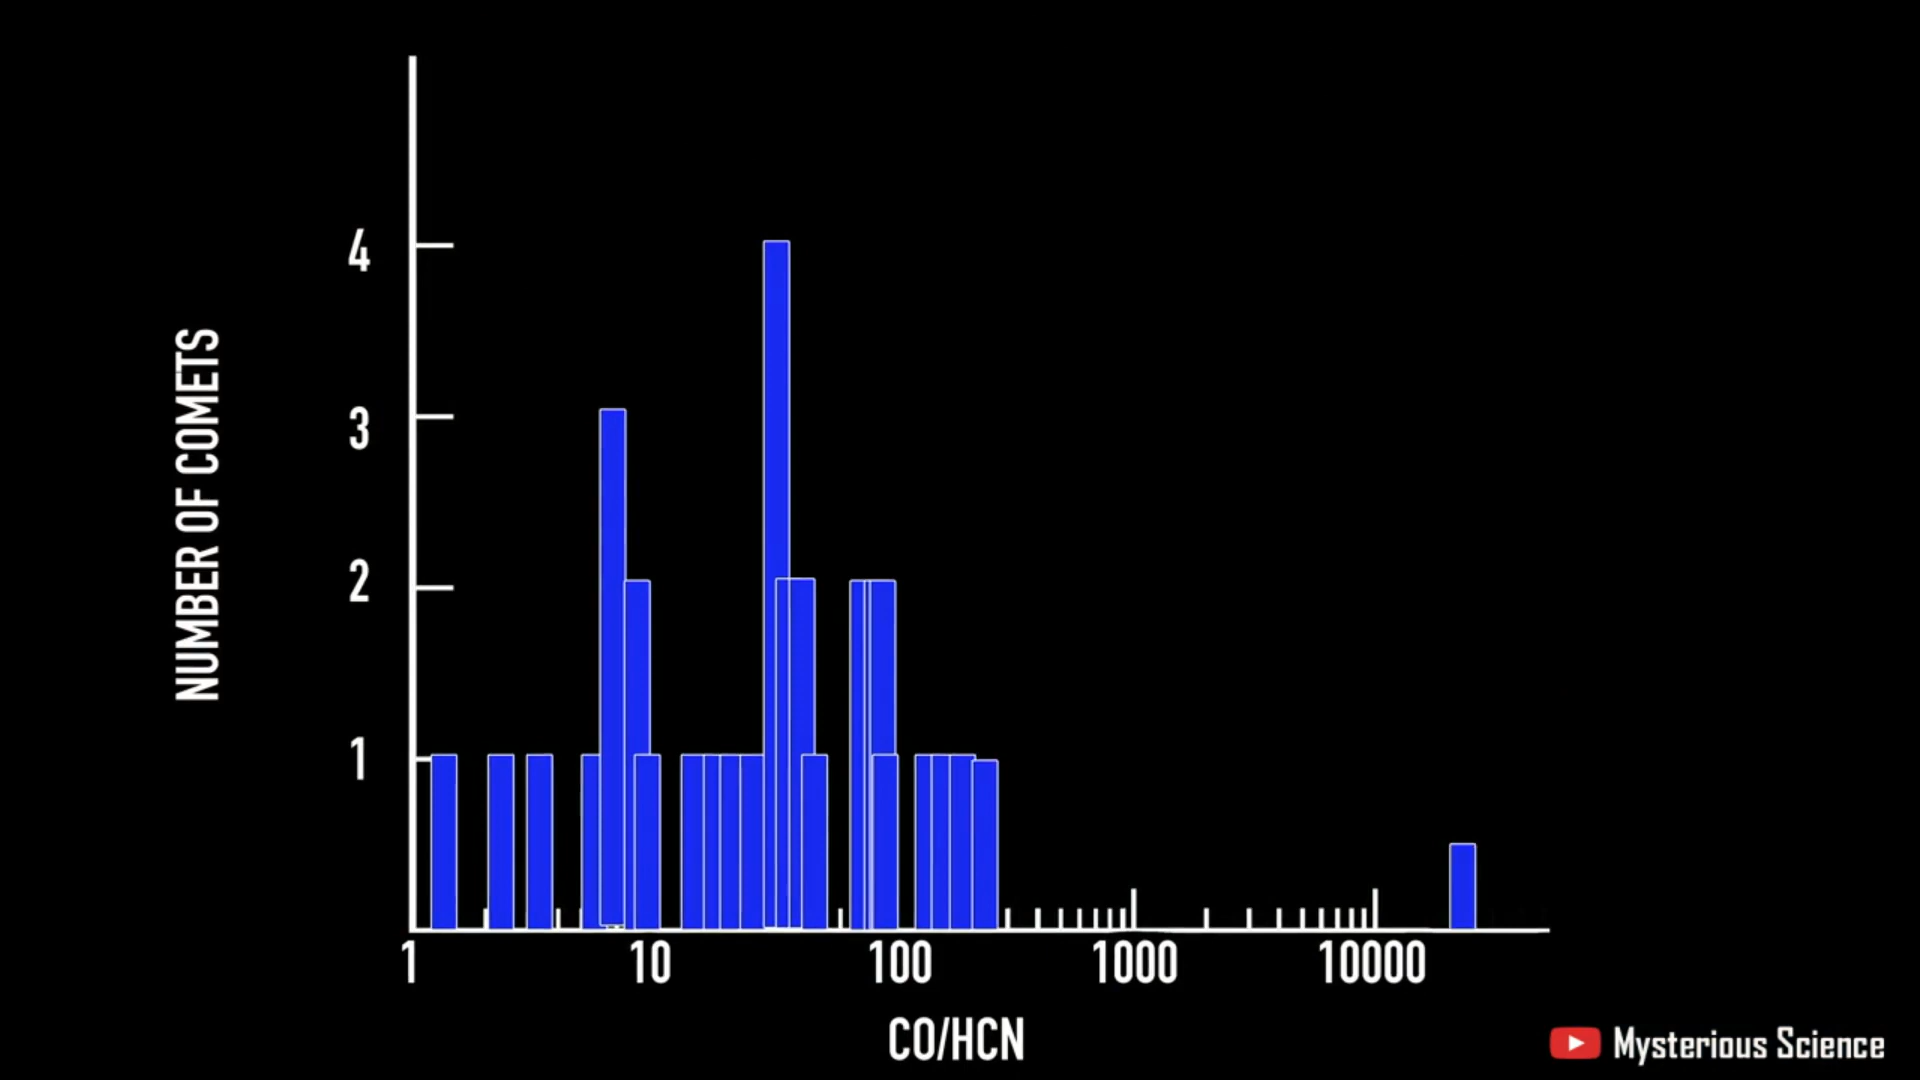 4
3
2
1
NUMBER OF COMETS
1 10 100 1000 10000
CO/HCN
Mysterious Science